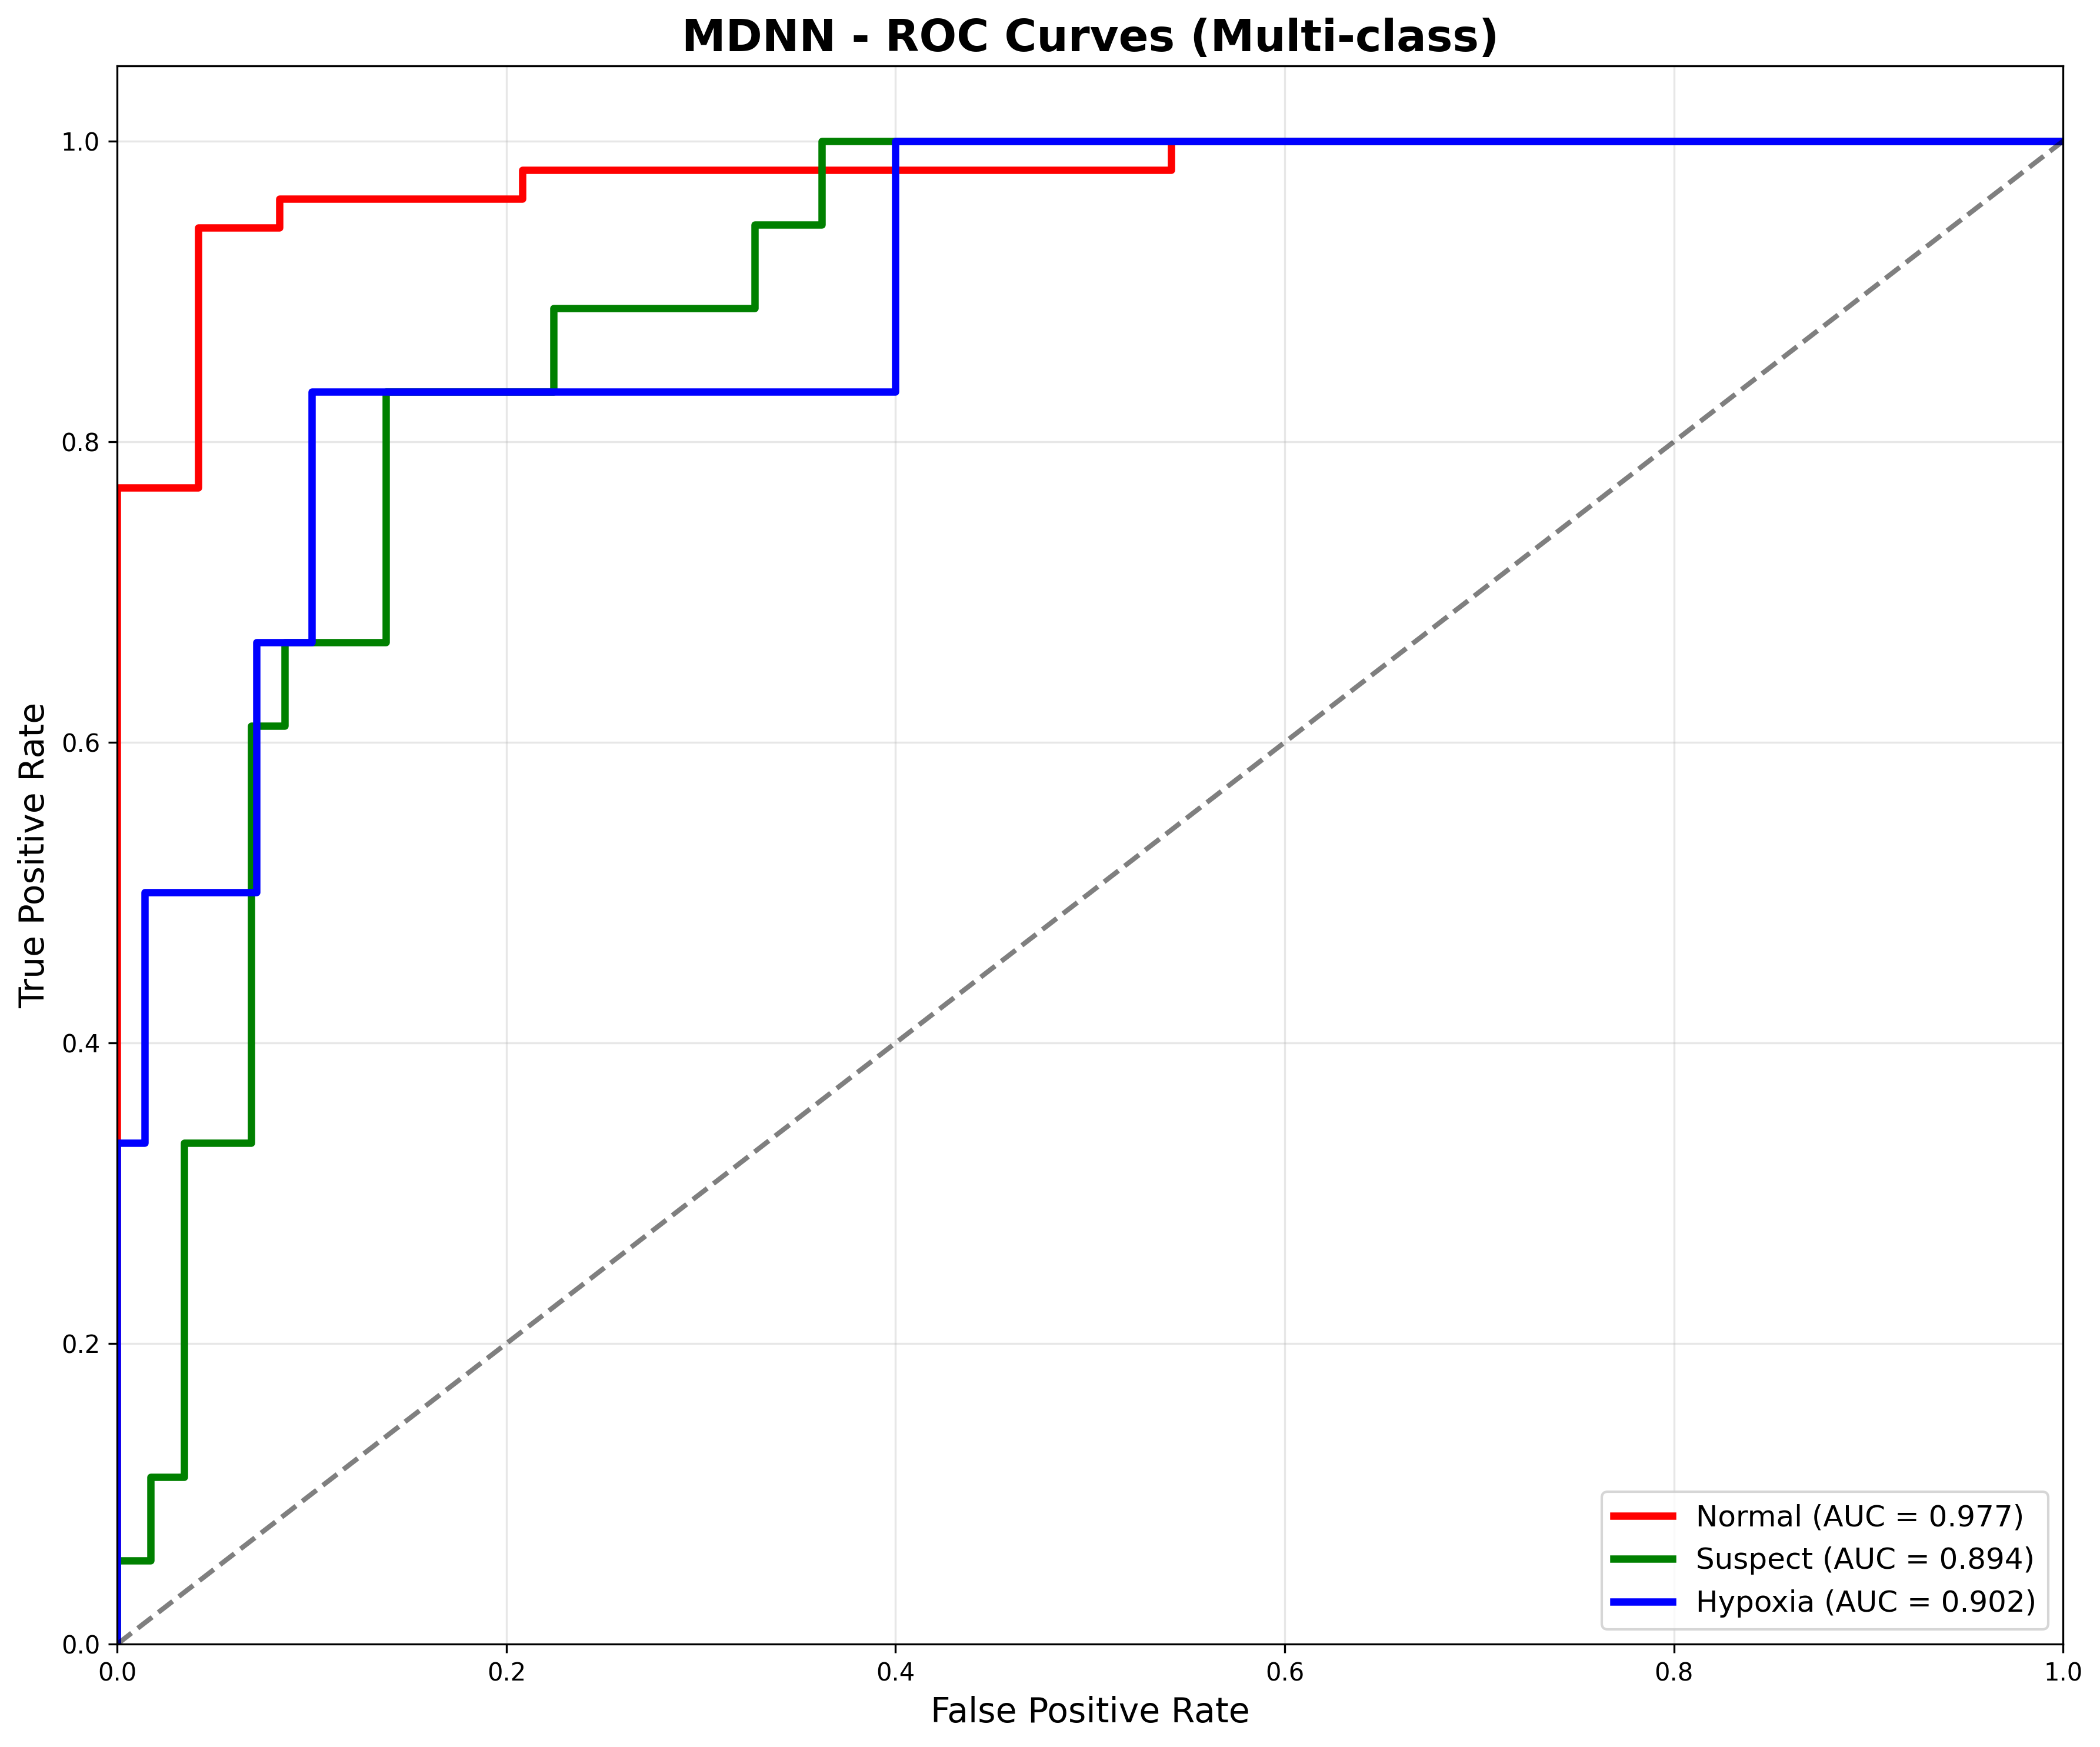 MDNN - ROC Curves (Multi-class)
1.0
0.8
0.6
0.4
0.2
0.0
True Positive Rate
0.0
0.2
0.4
0.6
0.8
1.0
False Positive Rate
Normal (AUC = 0.977)
Suspect (AUC = 0.894)
Hypoxia (AUC = 0.902)